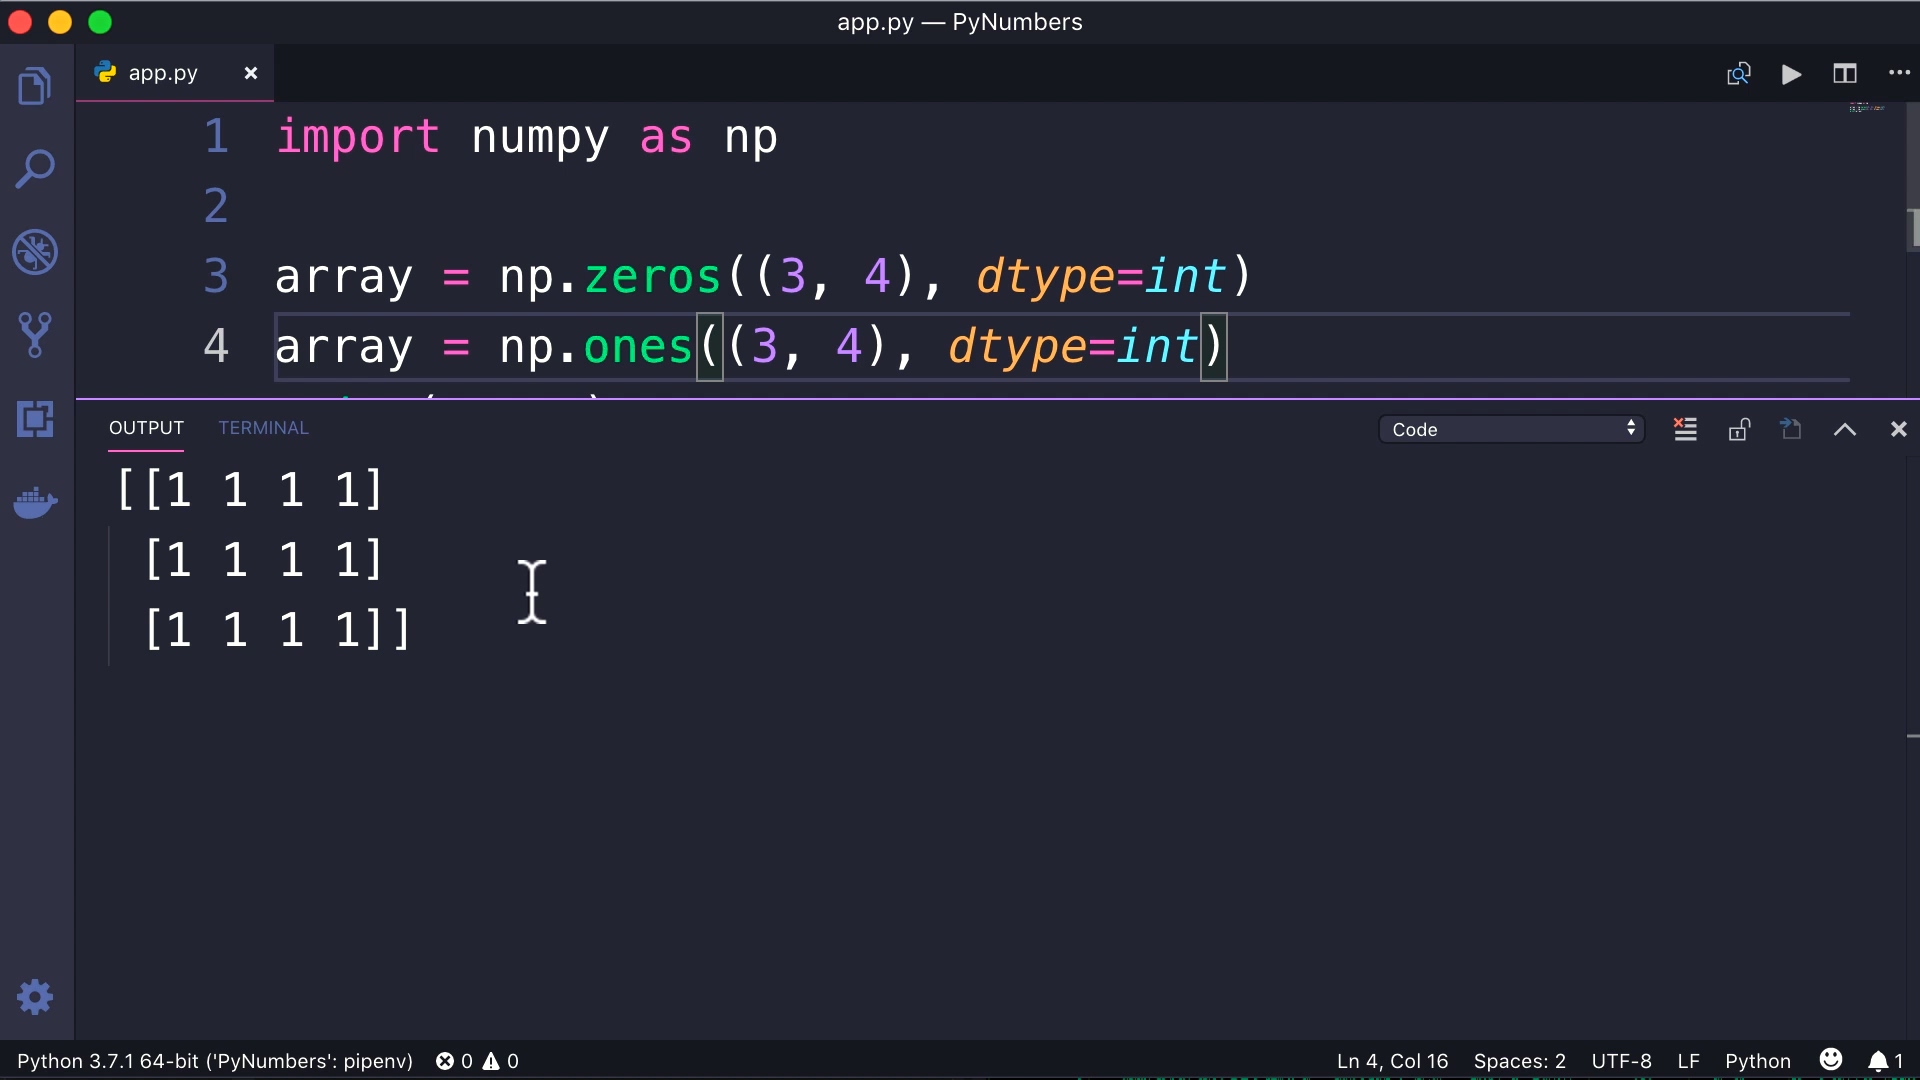 app.py — PyNumbers
app.py
1 import numpy as np
2
3 array = np.zeros((3, 4), dtype=int)
4 array = np.ones((3, 4), dtype=int)
OUTPUT TERMINAL Code
[[1 1 1 1]
[1 1 1 1]
[1 1 1 1]]
Python 3.7.1 64-bit ('PyNumbers': pipenv) 0 0 Ln 4, Col 16 Spaces: 2 UTF-8 LF Python 1